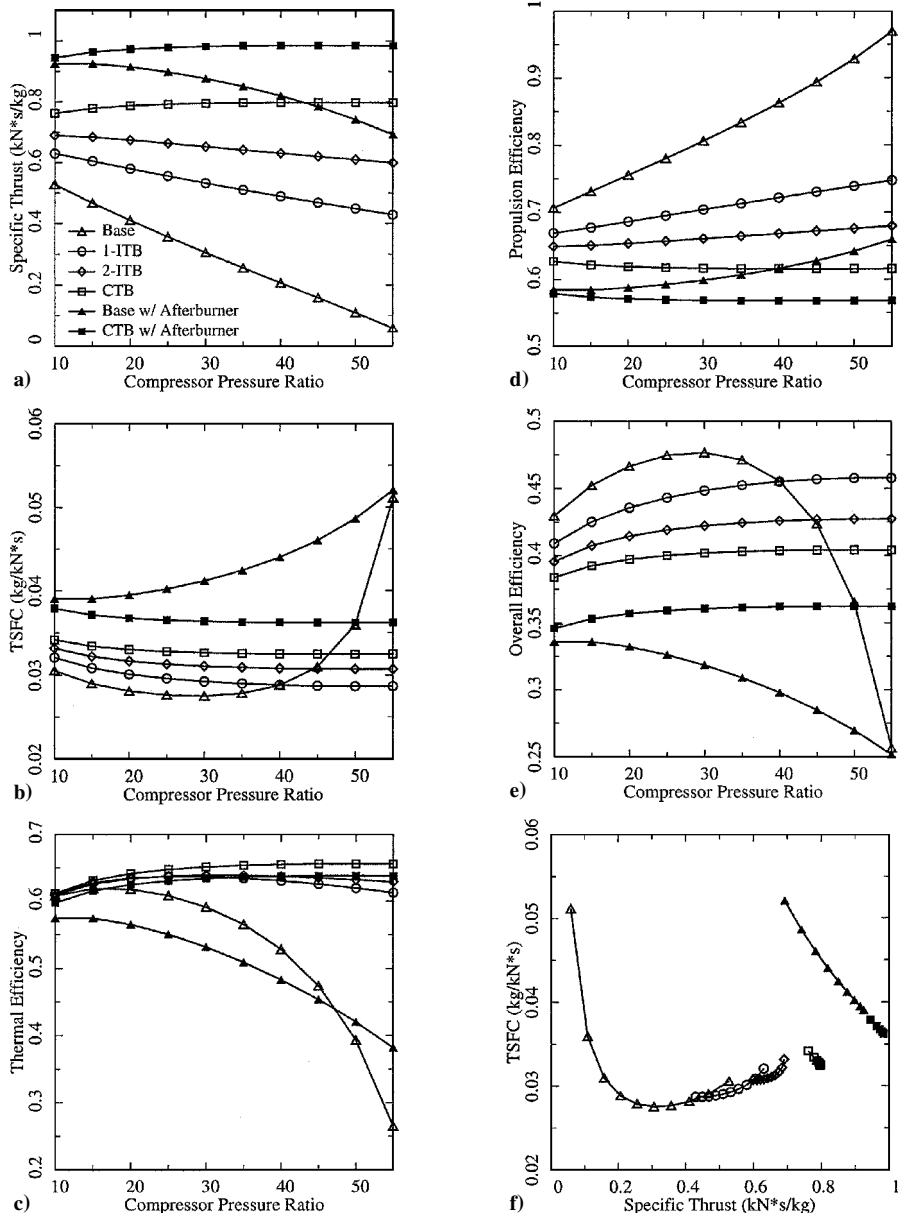 Specific Thrust (kN*s/kg)
1
0.8
0.6
0.4
0.2
0
Base
1-ITB
2-ITB
CTB
Base w/ Afterburner
CTB w/ Afterburner
10 20 30 40 50
a) Compressor Pressure Ratio
Propulsion Efficiency
1
0.9
0.8
0.7
0.6
0.5
10 20 30 40 50
d) Compressor Pressure Ratio
TSFC (kg/kN*s)
0.06
0.05
0.04
0.03
0.02
10 20 30 40 50
b) Compressor Pressure Ratio
Overall Efficiency
0.5
0.45
0.4
0.35
0.3
0.25
10 20 30 40 50
e) Compressor Pressure Ratio
Thermal Efficiency
0.7
0.6
0.5
0.4
0.3
0.2
10 20 30 40 50
c) Compressor Pressure Ratio
TSFC (kg/kN*s)
0.06
0.05
0.04
0.03
0.02
0 0.2 0.4 0.6 0.8 1
f) Specific Thrust (kN*s/kg)